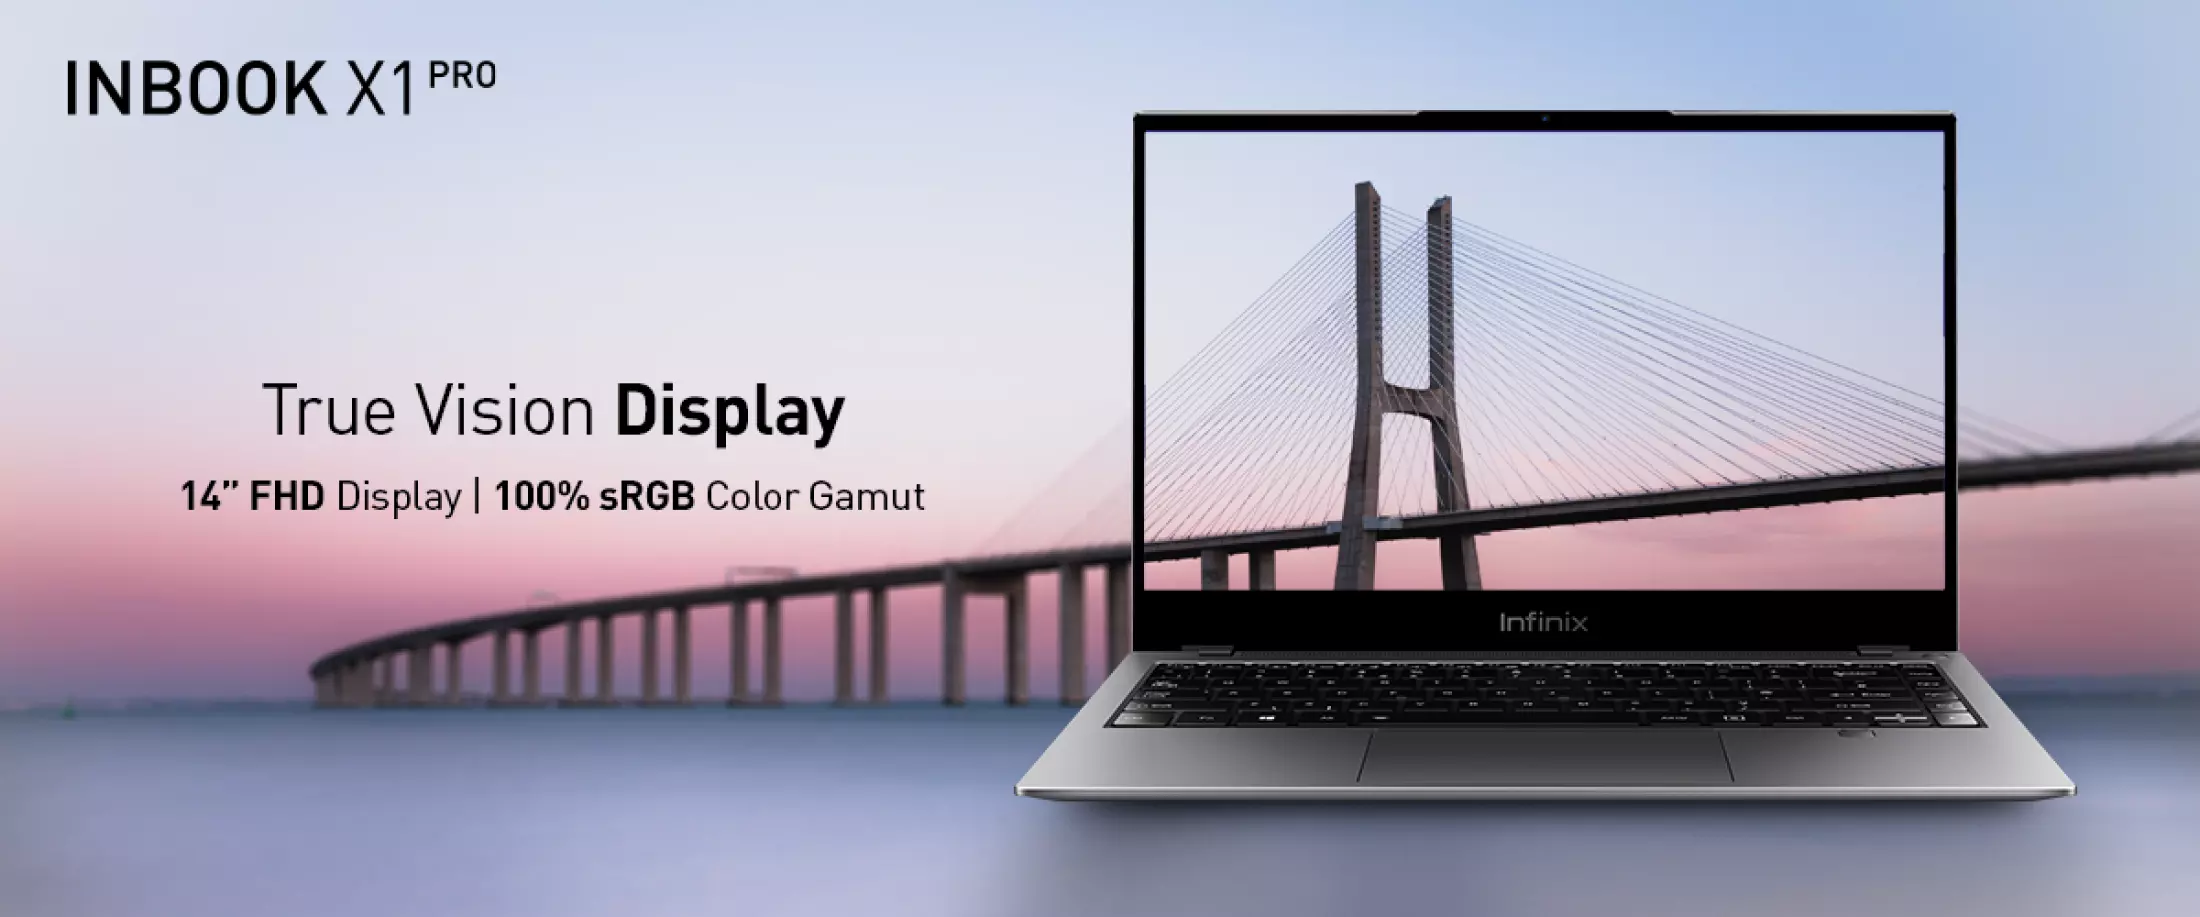 INBOOK X1 PRO
True Vision Display
14” FHD Display | 100% sRGB Color Gamut
Infinix